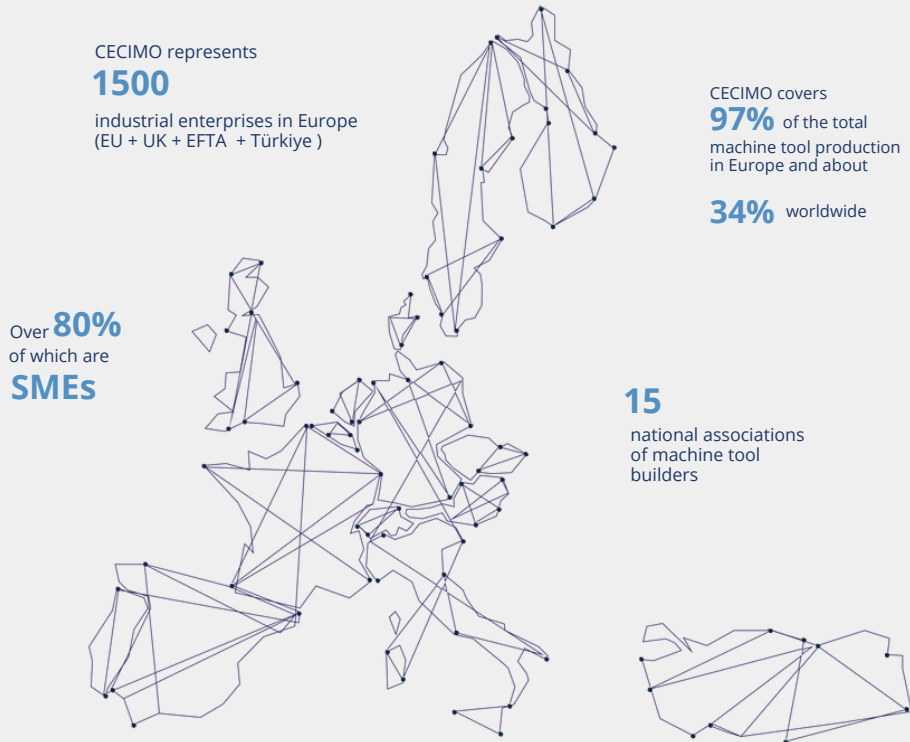 CECIMO represents
1500
industrial enterprises in Europe
(EU + UK + EFTA + Türkiye )
CECIMO covers
97% of the total
machine tool production
in Europe and about
34% worldwide
Over 80%
of which are
SMEs
15
national associations
of machine tool
builders